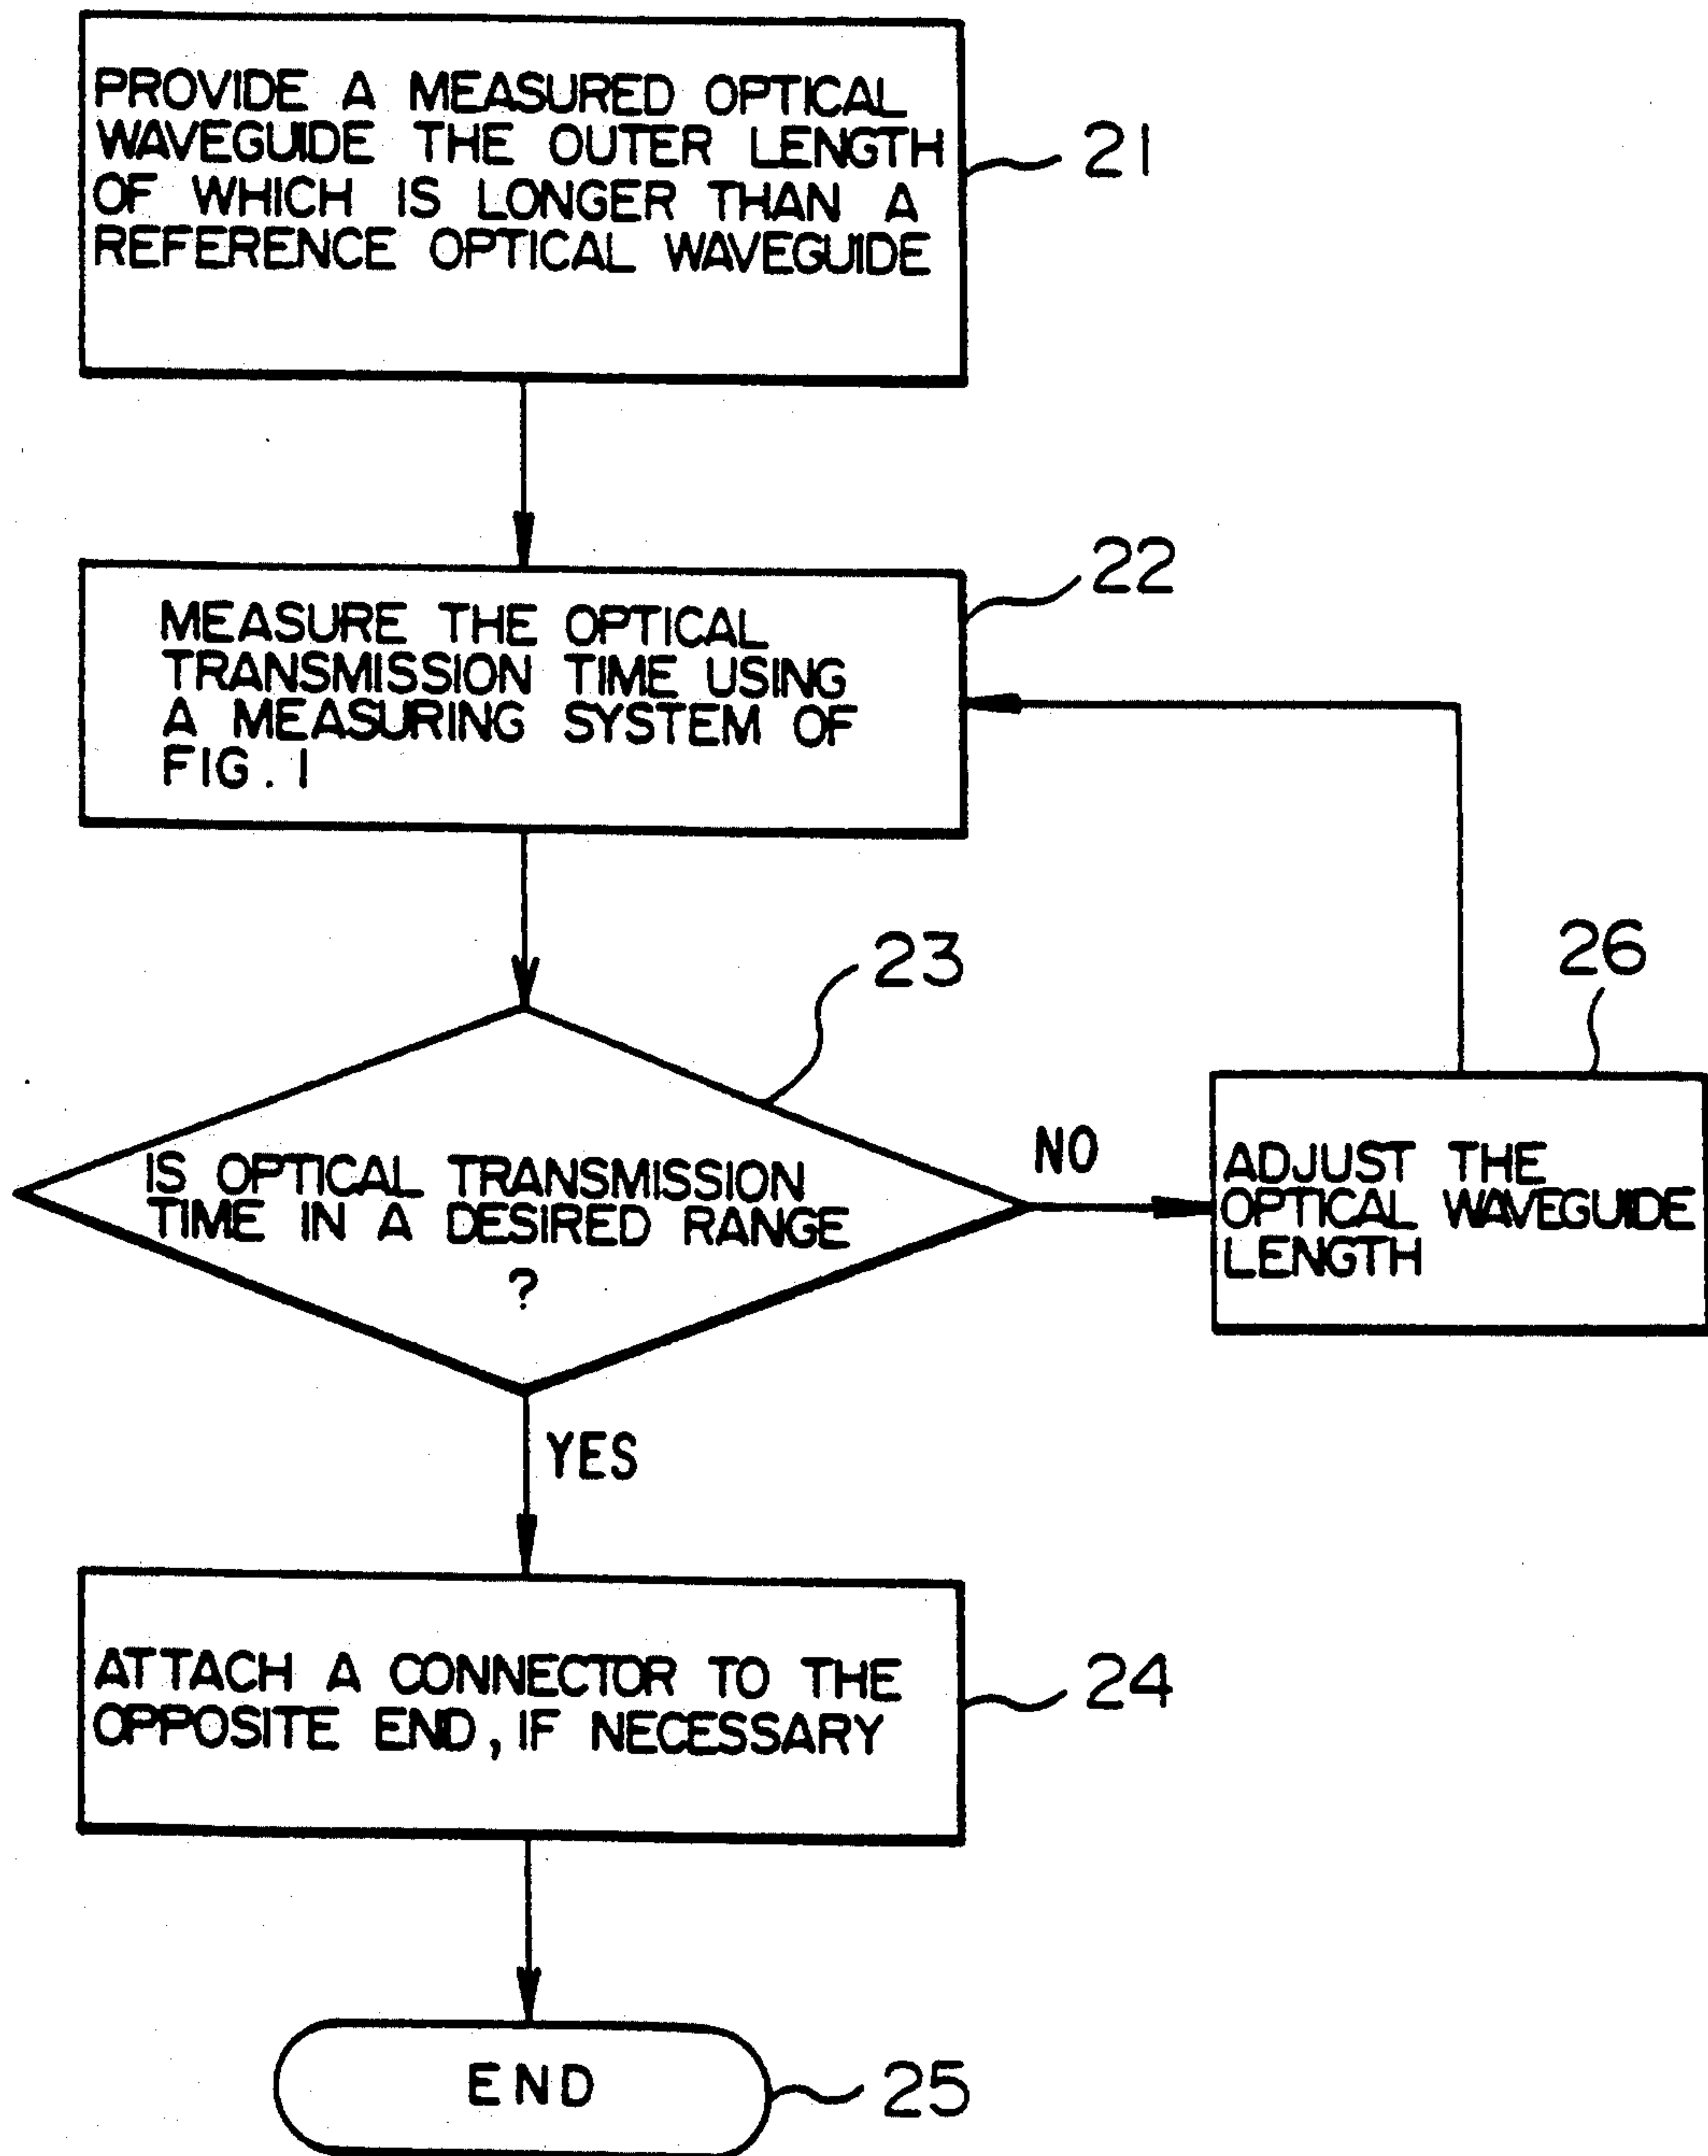 PROVIDE A MEASURED OPTICAL
WAVEGUIDE THE OUTER LENGTH
OF WHICH IS LONGER THAN A
REFERENCE OPTICAL WAVEGUIDE
21
MEASURE THE OPTICAL
TRANSMISSION TIME USING
A MEASURING SYSTEM OF
FIG. 1
22
23
IS OPTICAL TRANSMISSION
TIME IN A DESIRED RANGE
?
NO
26
ADJUST THE
OPTICAL WAVEGUIDE
LENGTH
YES
ATTACH A CONNECTOR TO THE
OPPOSITE END, IF NECESSARY
24
END
25